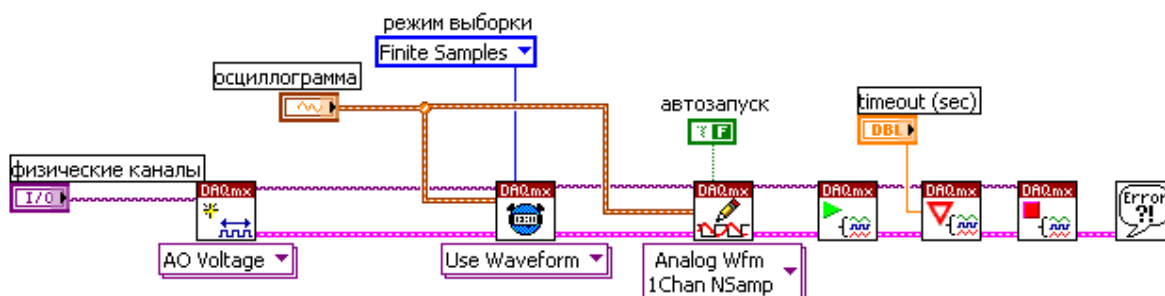 режим выборки
Finite Samples
осциллограмма
автозапуск
F
timeout (sec)
DBL
физические каналы
I/O
DAQmx
DAQmx
DAQmx
DAQmx
DAQmx
DAQmx
Error
?!
AO Voltage
Use Waveform
Analog Wfm
1Chan NSamp